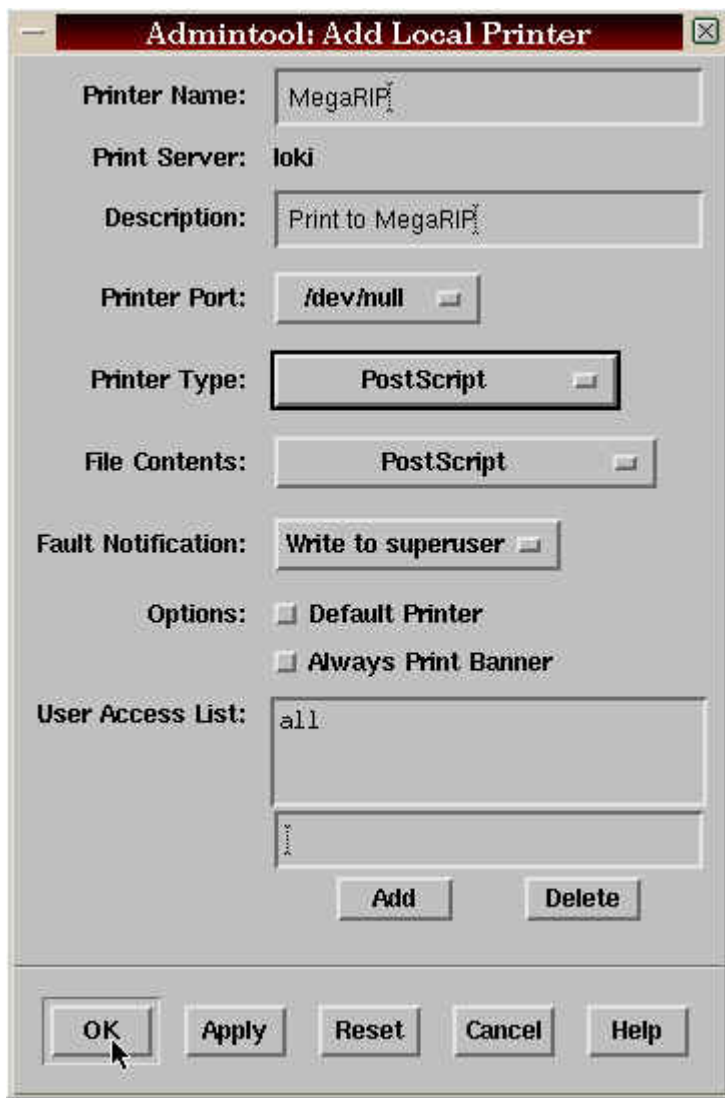 Admintool: Add Local Printer
Printer Name: MegaRIP
Print Server: loki
Description: Print to MegaRIP
Printer Port: /dev/null
Printer Type: PostScript
File Contents: PostScript
Fault Notification: Write to superuser
Options: Default Printer
Always Print Banner
User Access List: all
Add Delete
OK Apply Reset Cancel Help